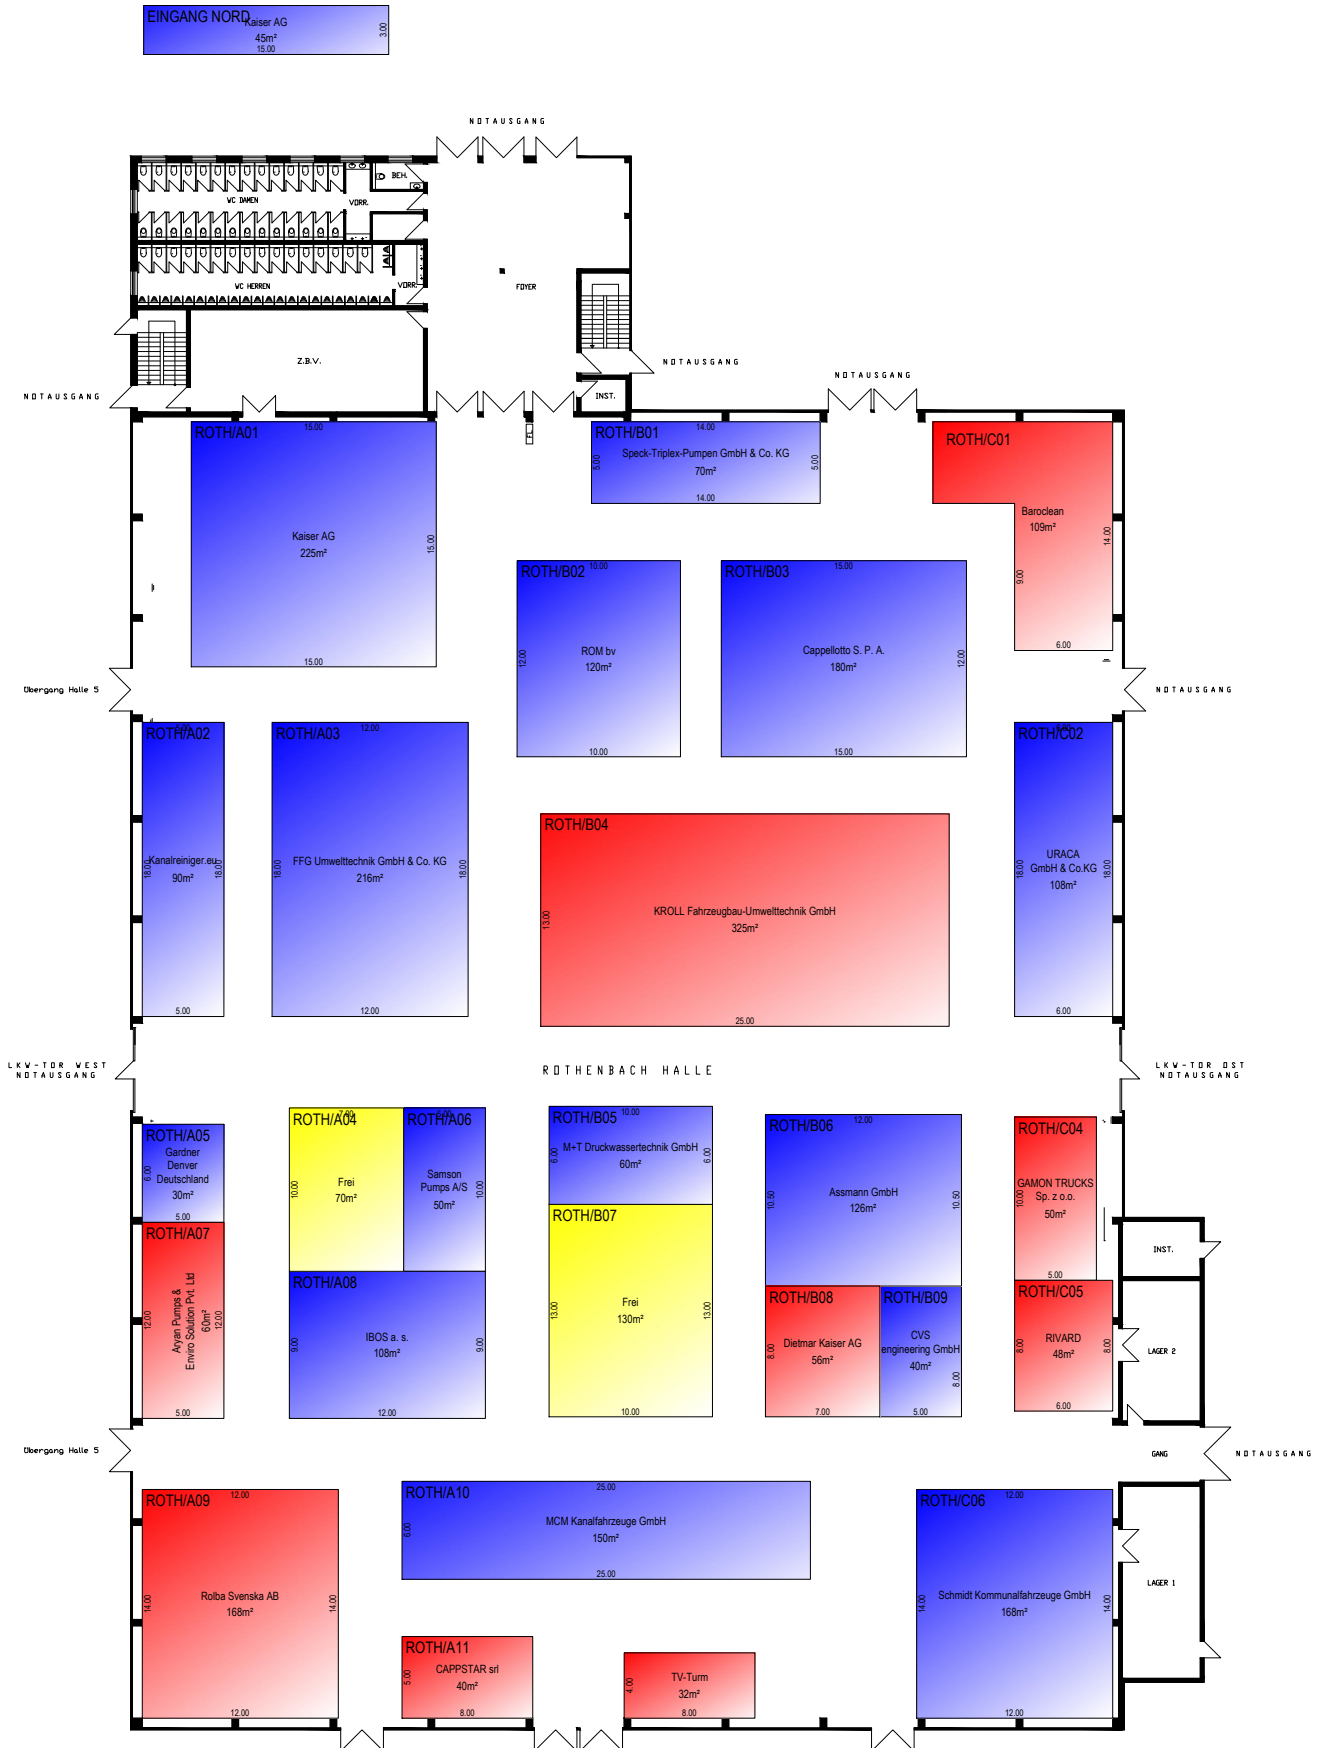 EINGANG NORD
Kaiser AG
45m²
15.00
3.00
NOTAUSGANG
BEH.
WC DAMEN
VORR.
WC HERREN
VORR.
FOYER
Z.B.V.
NOTAUSGANG
NOTAUSGANG
INST.
NOTAUSGANG
FL.
ROTH/A01
15.00
Kaiser AG
225m²
15.00
15.00
ROTH/B01
14.00
5.00
Speck-Triplex-Pumpen GmbH & Co. KG
70m²
5.00
14.00
ROTH/C01
Baroclean
109m²
14.00
9.00
6.00
ROTH/B02
10.00
ROM bv
120m²
12.00
10.00
ROTH/B03
15.00
Cappellotto S. P. A.
180m²
12.00
15.00
Übergang Halle 5
NOTAUSGANG
ROTH/A02
5.00
Kanalreiniger.eu
90m²
18.00
18.00
5.00
ROTH/A03
12.00
FFG Umwelttechnik GmbH & Co. KG
216m²
18.00
18.00
12.00
ROTH/B04
KROLL Fahrzeugbau-Umwelttechnik GmbH
325m²
13.00
25.00
ROTH/C02
6.00
URACA
GmbH & Co.KG
108m²
18.00
18.00
6.00
LKW-TOR WEST
NOTAUSGANG
ROTHENBACH HALLE
LKW-TOR OST
NOTAUSGANG
ROTH/A05
Gardner
Denver
Deutschland
30m²
6.00
5.00
ROTH/A04
7.00
Frei
70m²
10.00
ROTH/A06
5.00
Samson
Pumps A/S
50m²
10.00
ROTH/B05
10.00
M+T Druckwassertechnik GmbH
60m²
6.00
6.00
ROTH/B06
12.00
Assmann GmbH
126m²
10.50
10.50
ROTH/C04
GAMON TRUCKS
Sp. z o.o.
50m²
10.00
5.00
ROTH/A07
Aryan Pumps &
Enviro Solution Pvt. Ltd
60m²
12.00
12.00
5.00
ROTH/A08
IBOS a. s.
108m²
9.00
9.00
12.00
ROTH/B07
Frei
130m²
13.00
13.00
10.00
ROTH/B08
Dietmar Kaiser AG
56m²
8.00
7.00
ROTH/B09
CVS
engineering GmbH
40m²
8.00
5.00
ROTH/C05
RIVARD
48m²
8.00
8.00
6.00
INST.
LAGER 2
Übergang Halle 5
GANG
NOTAUSGANG
ROTH/A09
12.00
Rolba Svenska AB
168m²
14.00
14.00
12.00
ROTH/A10
25.00
MCM Kanalfahrzeuge GmbH
150m²
6.00
25.00
ROTH/C06
12.00
Schmidt Kommunalfahrzeuge GmbH
168m²
14.00
14.00
12.00
LAGER 1
ROTH/A11
CAPPSTAR srl
40m²
5.00
8.00
TV-Turm
32m²
4.00
8.00